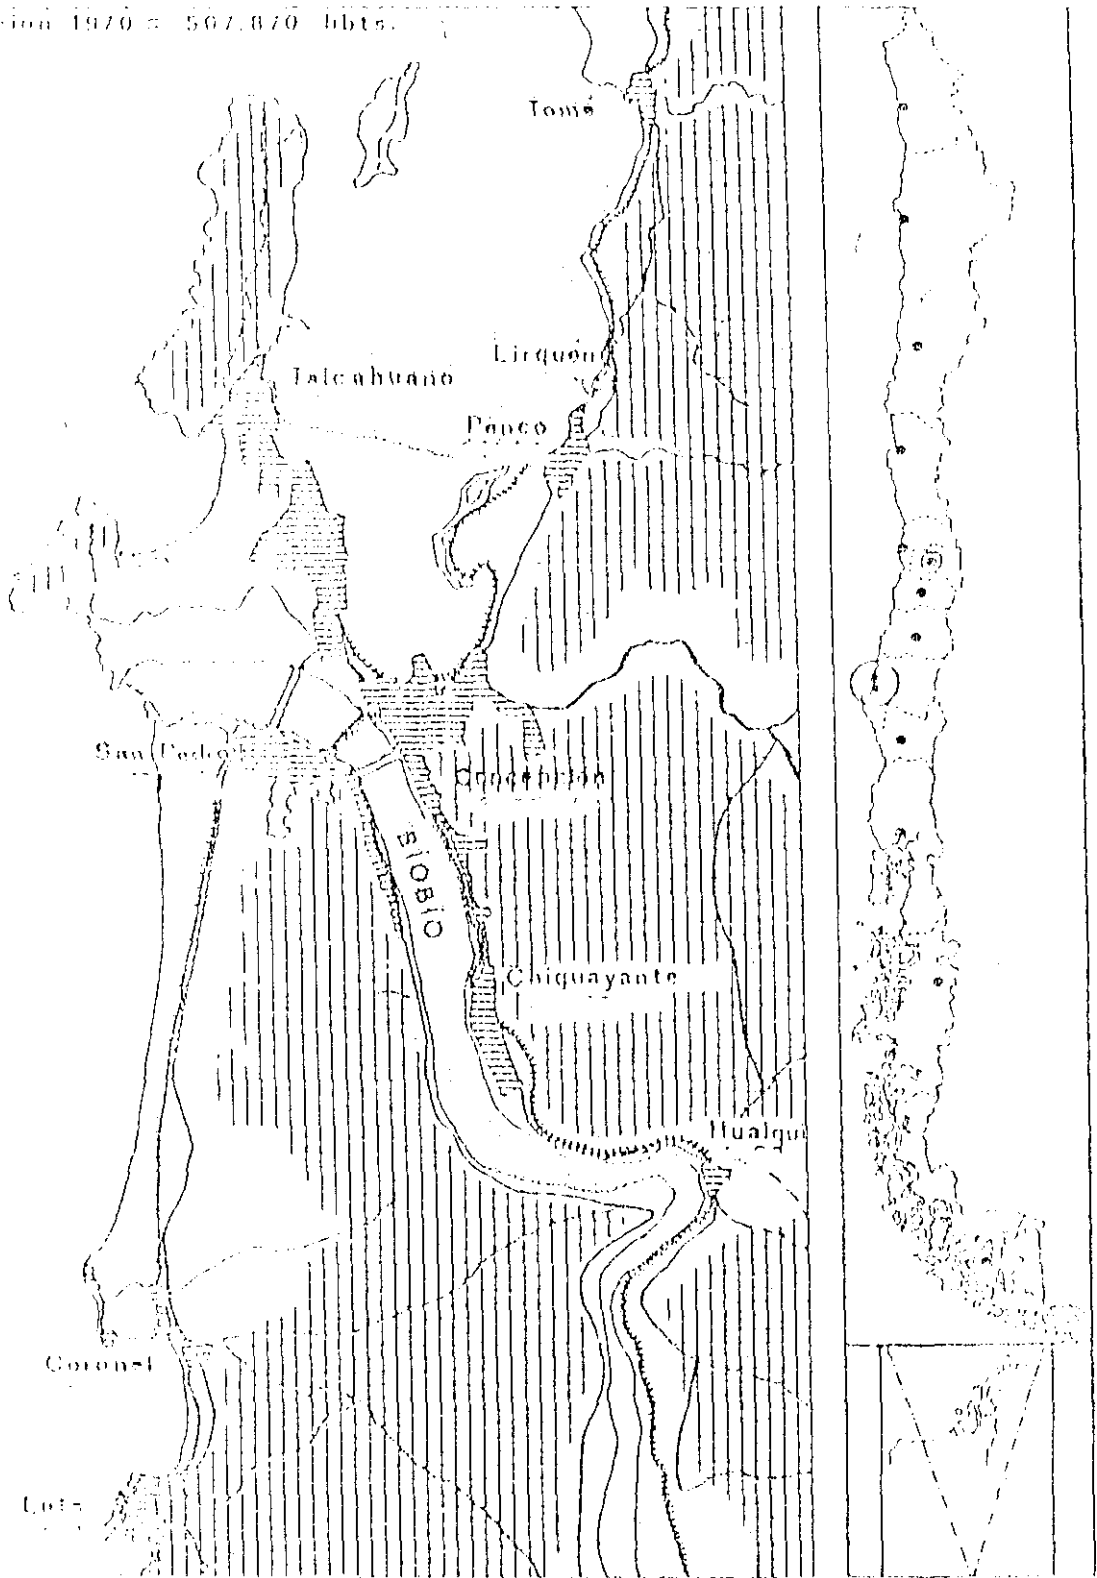 1970 = 507.870 hbts.
Tomé
Lirquén
Talcahuano
Penco
San Pedro
Concepción
BIOBIO
Chiguayante
Hualqui
Coronel
Lota